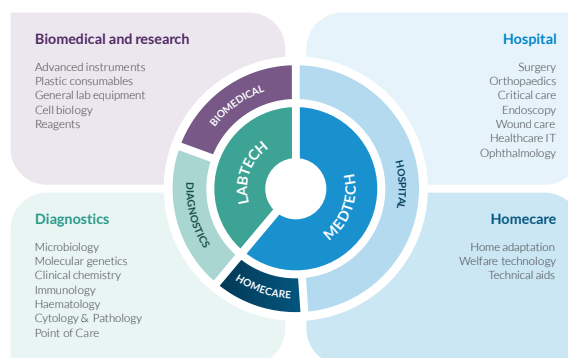 Biomedical and research
Advanced instruments
Plastic consumables
General lab equipment
Cell biology
Reagents
Hospital
Surgery
Orthopaedics
Critical care
Endoscopy
Wound care
Healthcare IT
Ophthalmology
BIOMEDICAL
LABTECH
MEDTECH
HOSPITAL
DIAGNOSTICS
HOMECARE
Diagnostics
Microbiology
Molecular genetics
Clinical chemistry
Immunology
Haematology
Cytology & Pathology
Point of Care
Homecare
Home adaptation
Welfare technology
Technical aids